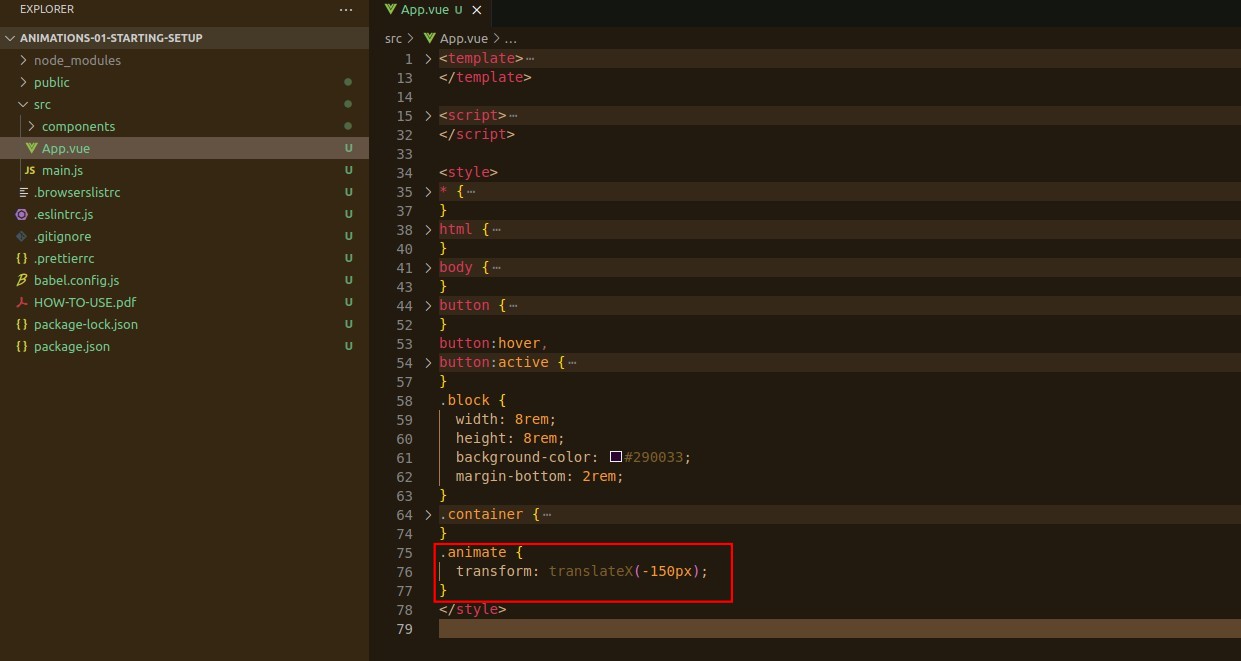 EXPLORER ···
ANIMATIONS-01-STARTING-SETUP
node_modules
public
src
components
App.vue U
JS main.js U
.browserslistrc U
.eslintrc.js U
.gitignore U
{} .prettierrc U
babel.config.js U
HOW-TO-USE.pdf U
{} package-lock.json U
{} package.json U
App.vue U ×
src > App.vue > ...
1 > <template>···
13 </template>
14
15 > <script>···
32 </script>
33
34 <style>
35 > * {···
37 }
38 > html {···
40 }
41 > body {···
43 }
44 > button {···
52 }
53 button:hover,
54 > button:active {···
57 }
58 .block {
59 width: 8rem;
60 height: 8rem;
61 background-color: #290033;
62 margin-bottom: 2rem;
63 }
64 > .container {···
74 }
75 .animate {
76 transform: translateX(-150px);
77 }
78 </style>
79